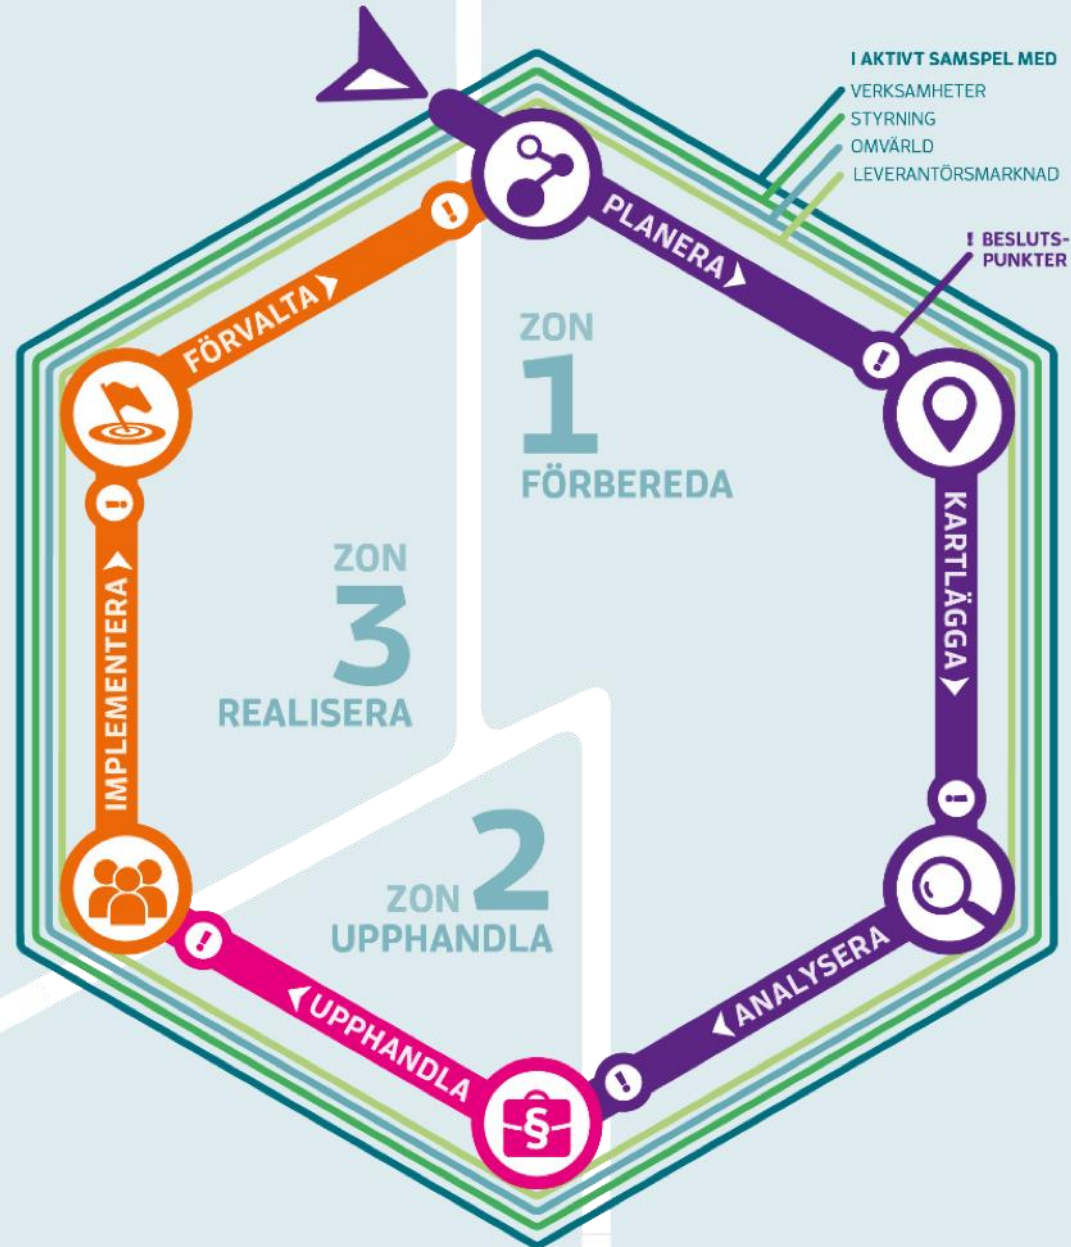 I AKTIVT SAMSPEL MED
VERKSAMHETER
STYRNING
OMVÄRLD
LEVERANTÖRSMARKNAD
! BESLUTS-
PUNKTER
PLANERA
!
KARTLÄGGA
!
ANALYSERA
!
§
UPPHANDLA
!
IMPLEMENTERA
!
FÖRVALTA
!
ZON
1
FÖRBEREDA
ZON 2
UPPHANDLA
ZON
3
REALISERA